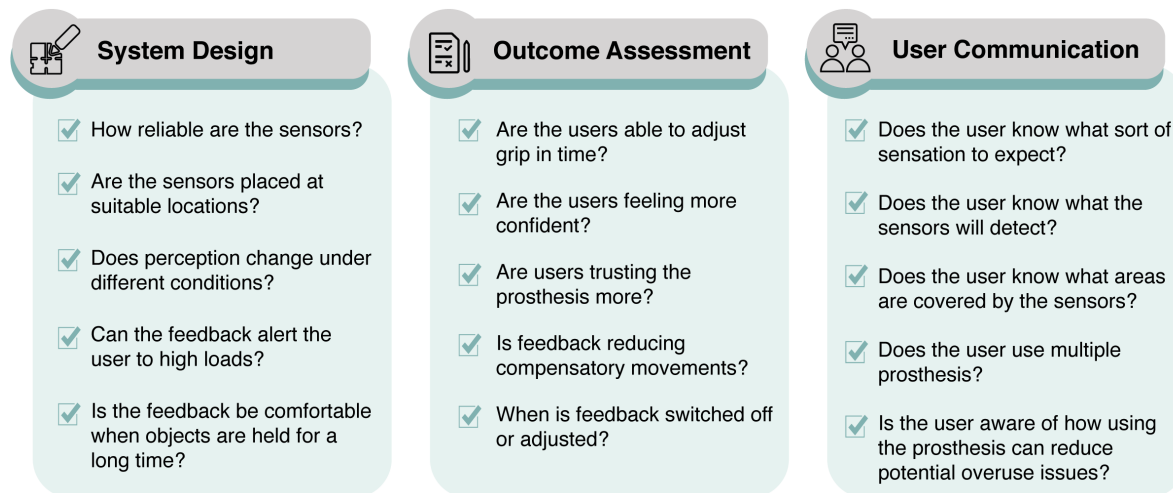 System Design
How reliable are the sensors?
Are the sensors placed at
suitable locations?
Does perception change under
different conditions?
Can the feedback alert the
user to high loads?
Is the feedback be comfortable
when objects are held for a
long time?
Outcome Assessment
Are the users able to adjust
grip in time?
Are the users feeling more
confident?
Are users trusting the
prosthesis more?
Is feedback reducing
compensatory movements?
When is feedback switched off
or adjusted?
User Communication
Does the user know what sort of
sensation to expect?
Does the user know what the
sensors will detect?
Does the user know what areas
are covered by the sensors?
Does the user use multiple
prosthesis?
Is the user aware of how using
the prosthesis can reduce
potential overuse issues?